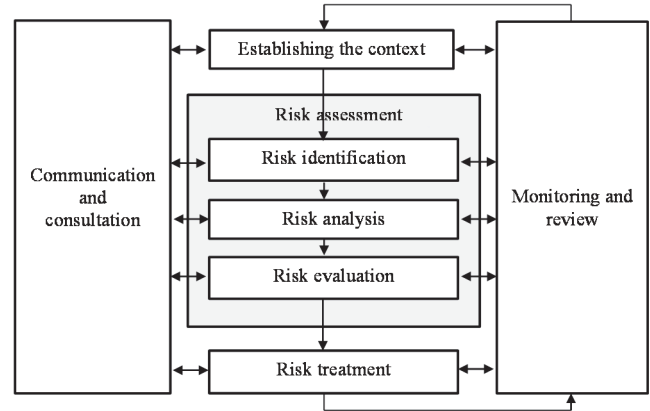 Establishing the context
Risk assessment
Risk identification
Communication
and
consultation
Risk analysis
Monitoring and
review
Risk evaluation
Risk treatment